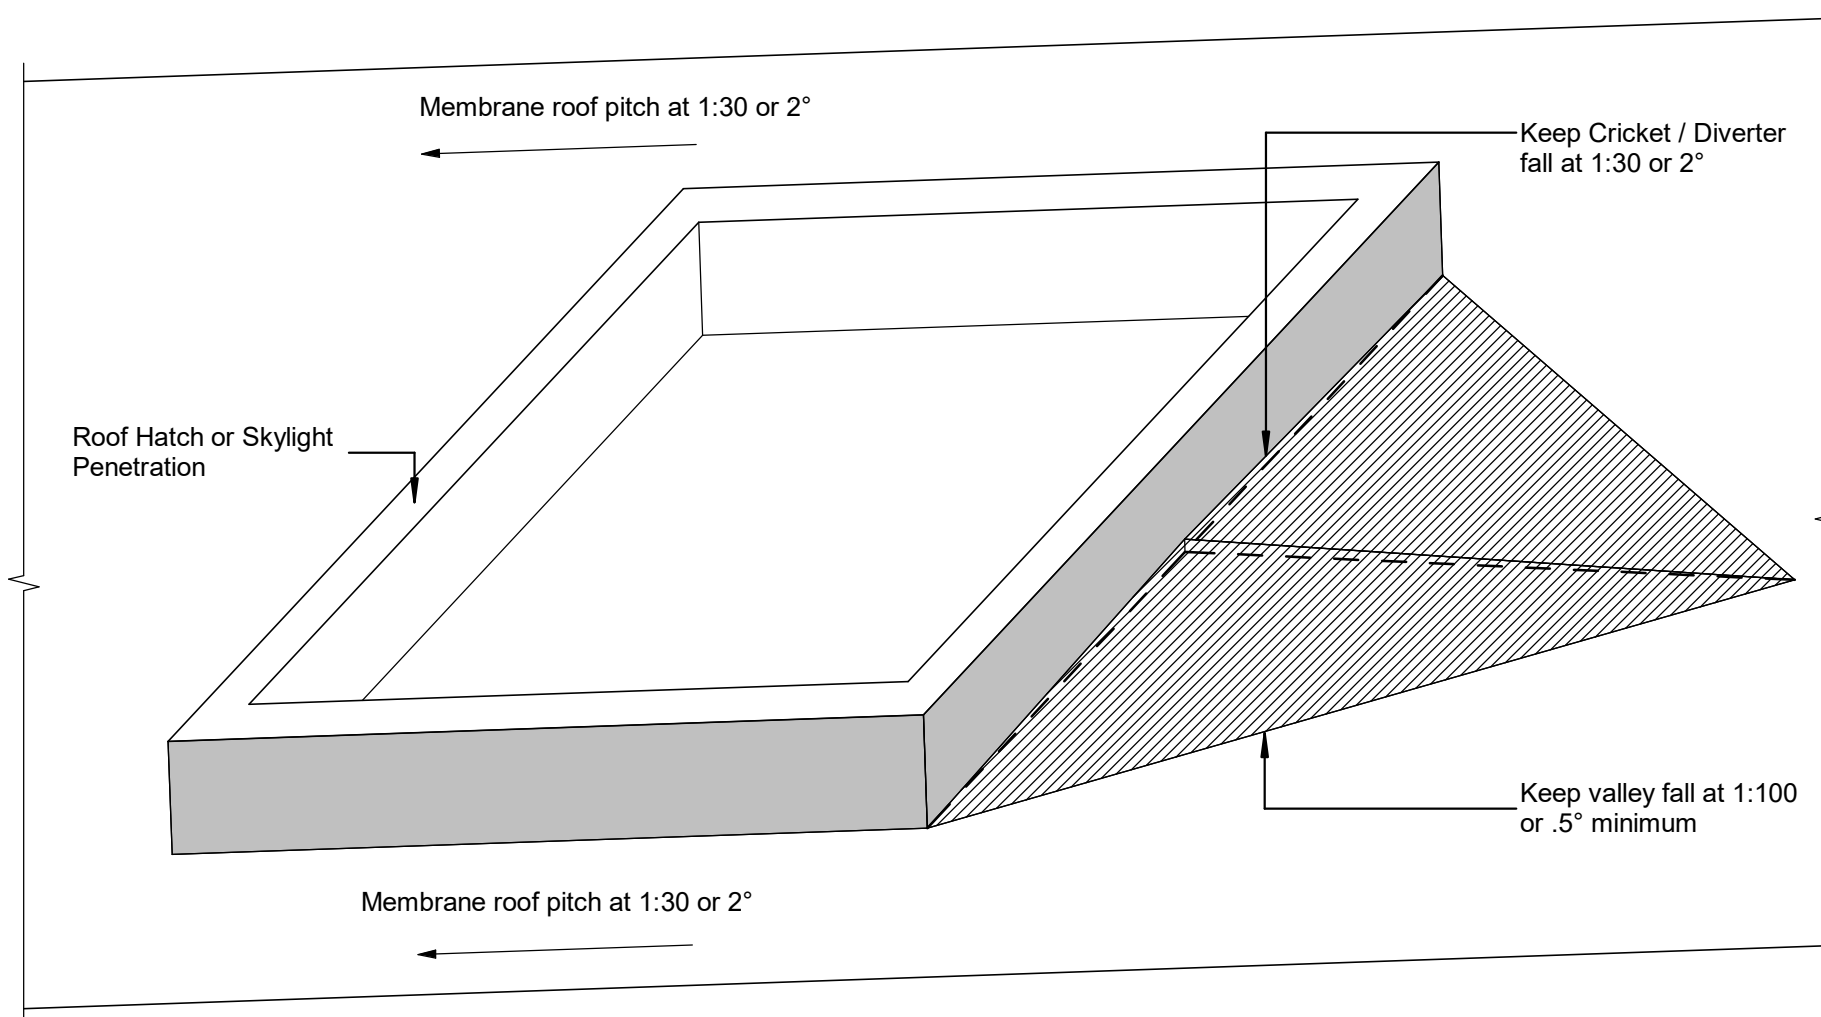 Membrane roof pitch at 1:30 or 2°
Keep Cricket / Diverter
fall at 1:30 or 2°
Roof Hatch or Skylight
Penetration
Keep valley fall at 1:100
or .5° minimum
Membrane roof pitch at 1:30 or 2°